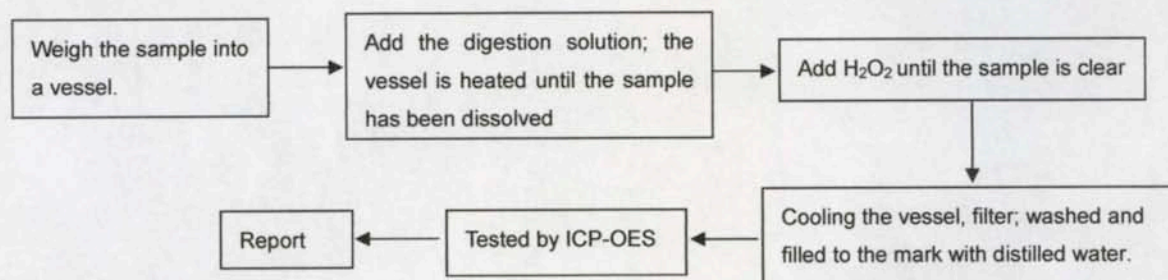 Weigh the sample into
a vessel.
Add the digestion solution; the
vessel is heated until the sample
has been dissolved
Add H₂O₂ until the sample is clear
Cooling the vessel, filter; washed and
filled to the mark with distilled water.
Tested by ICP-OES
Report